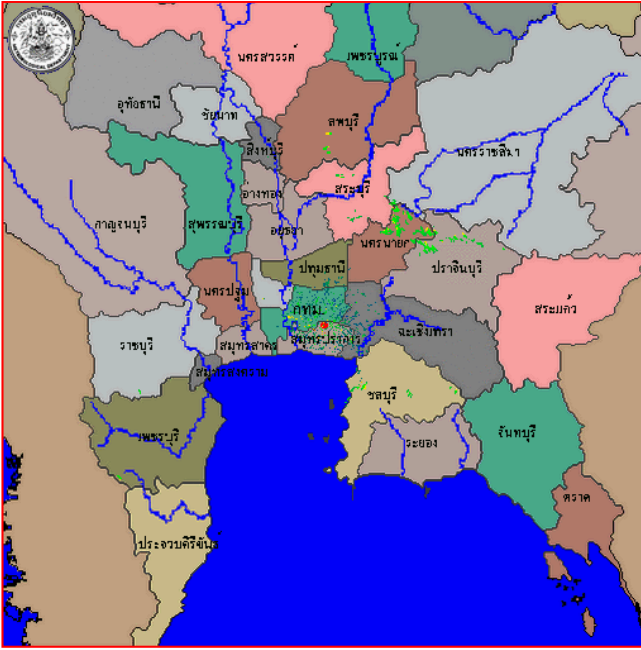 นครสวรรค์
เพชรบูรณ์
อุทัยธานี
ชัยนาท
ลพบุรี
สิงห์บุรี
นครราชสีมา
อ่างทอง
สระบุรี
กาญจนบุรี
สุพรรณบุรี
อยุธยา
นครนายก
ปทุมธานี
ปราจีนบุรี
นครปฐม
กทม.
สระแก้ว
ราชบุรี
สมุทรสาคร
สมุทรปราการ
ฉะเชิงเทรา
สมุทรสงคราม
ชลบุรี
เพชรบุรี
ระยอง
จันทบุรี
ตราด
ประจวบคีรีขันธ์